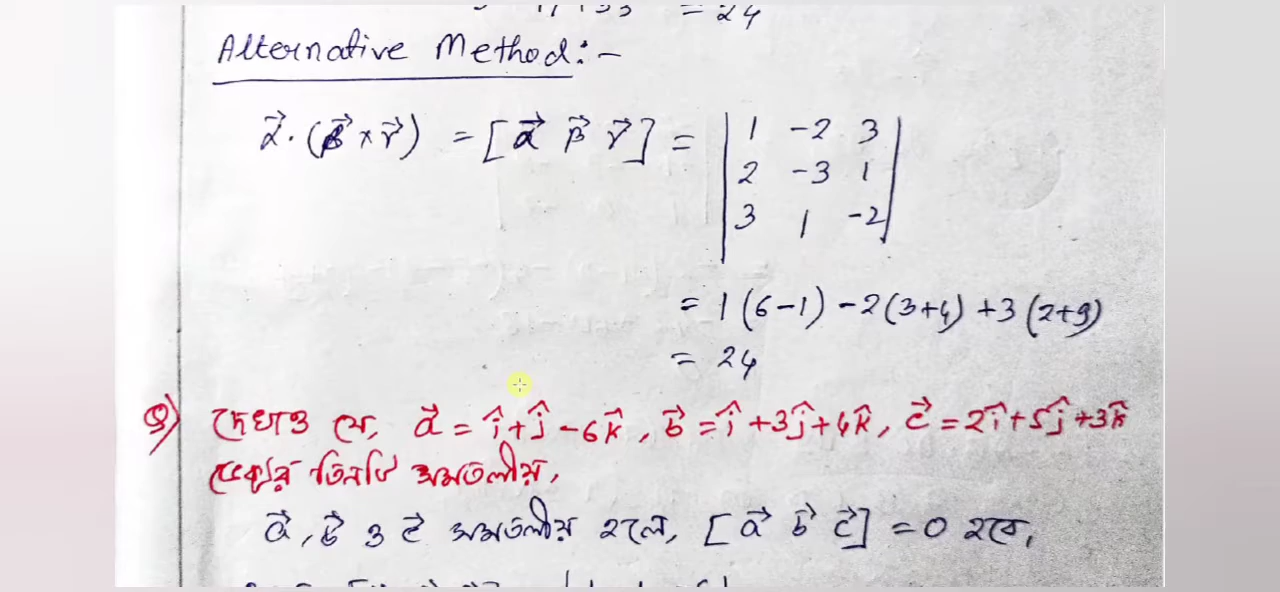 = 24
Alternative Method:-
α⃗·(β⃗×γ⃗) = [α⃗ β⃗ γ⃗] = | 1 -2 3 |
| 2 -3 1 |
| 3 1 -2 |
= 1(6-1) -2(3+4) +3(2+9)
= 24
Q) দেখাও যে, a⃗ = î+ĵ-6k̂, b⃗ = î+3ĵ+4k̂, c⃗ = 2î+5ĵ+3k̂
ভেক্টর তিনটি সমতলীয়,
a⃗, b⃗ ও c⃗ সমতলীয় হলে, [a⃗ b⃗ c⃗] = 0 হবে,